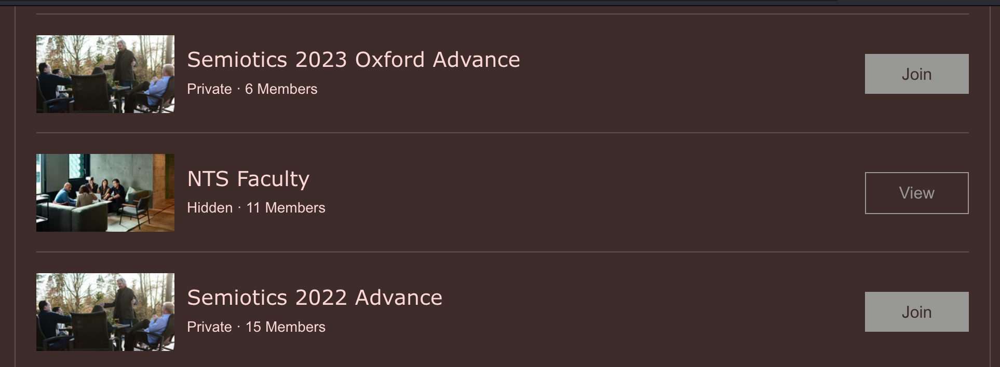 Semiotics 2023 Oxford Advance
Private · 6 Members
Join
NTS Faculty
Hidden · 11 Members
View
Semiotics 2022 Advance
Private · 15 Members
Join